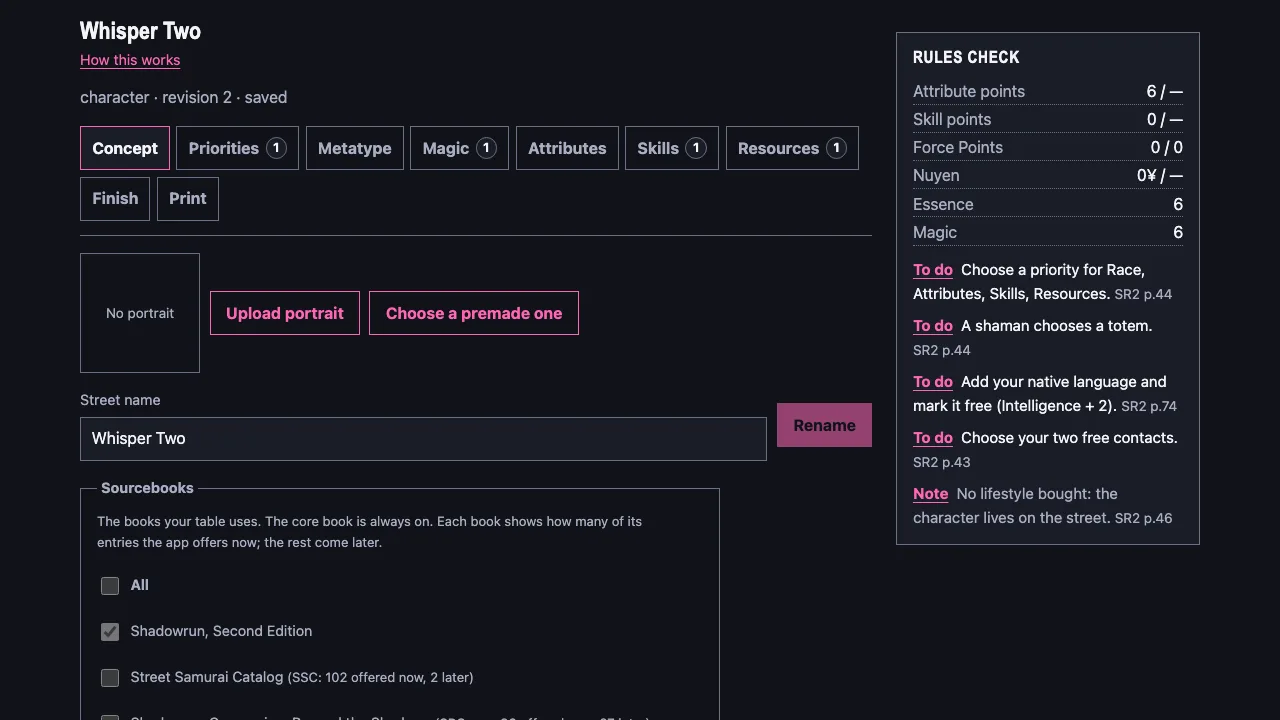 Whisper Two
How this works
character · revision 2 · saved
Concept
Priorities 1
Metatype
Magic 1
Attributes
Skills 1
Resources 1
Finish
Print
No portrait
Upload portrait
Choose a premade one
Street name
Whisper Two
Rename
Sourcebooks
The books your table uses. The core book is always on. Each book shows how many of its
entries the app offers now; the rest come later.
All
Shadowrun, Second Edition
Street Samurai Catalog (SSC: 102 offered now, 2 later)
RULES CHECK
Attribute points 6 / —
Skill points 0 / —
Force Points 0 / 0
Nuyen 0¥ / —
Essence 6
Magic 6
To do Choose a priority for Race,
Attributes, Skills, Resources. SR2 p.44
To do A shaman chooses a totem.
SR2 p.44
To do Add your native language and
mark it free (Intelligence + 2). SR2 p.74
To do Choose your two free contacts.
SR2 p.43
Note No lifestyle bought: the
character lives on the street. SR2 p.46